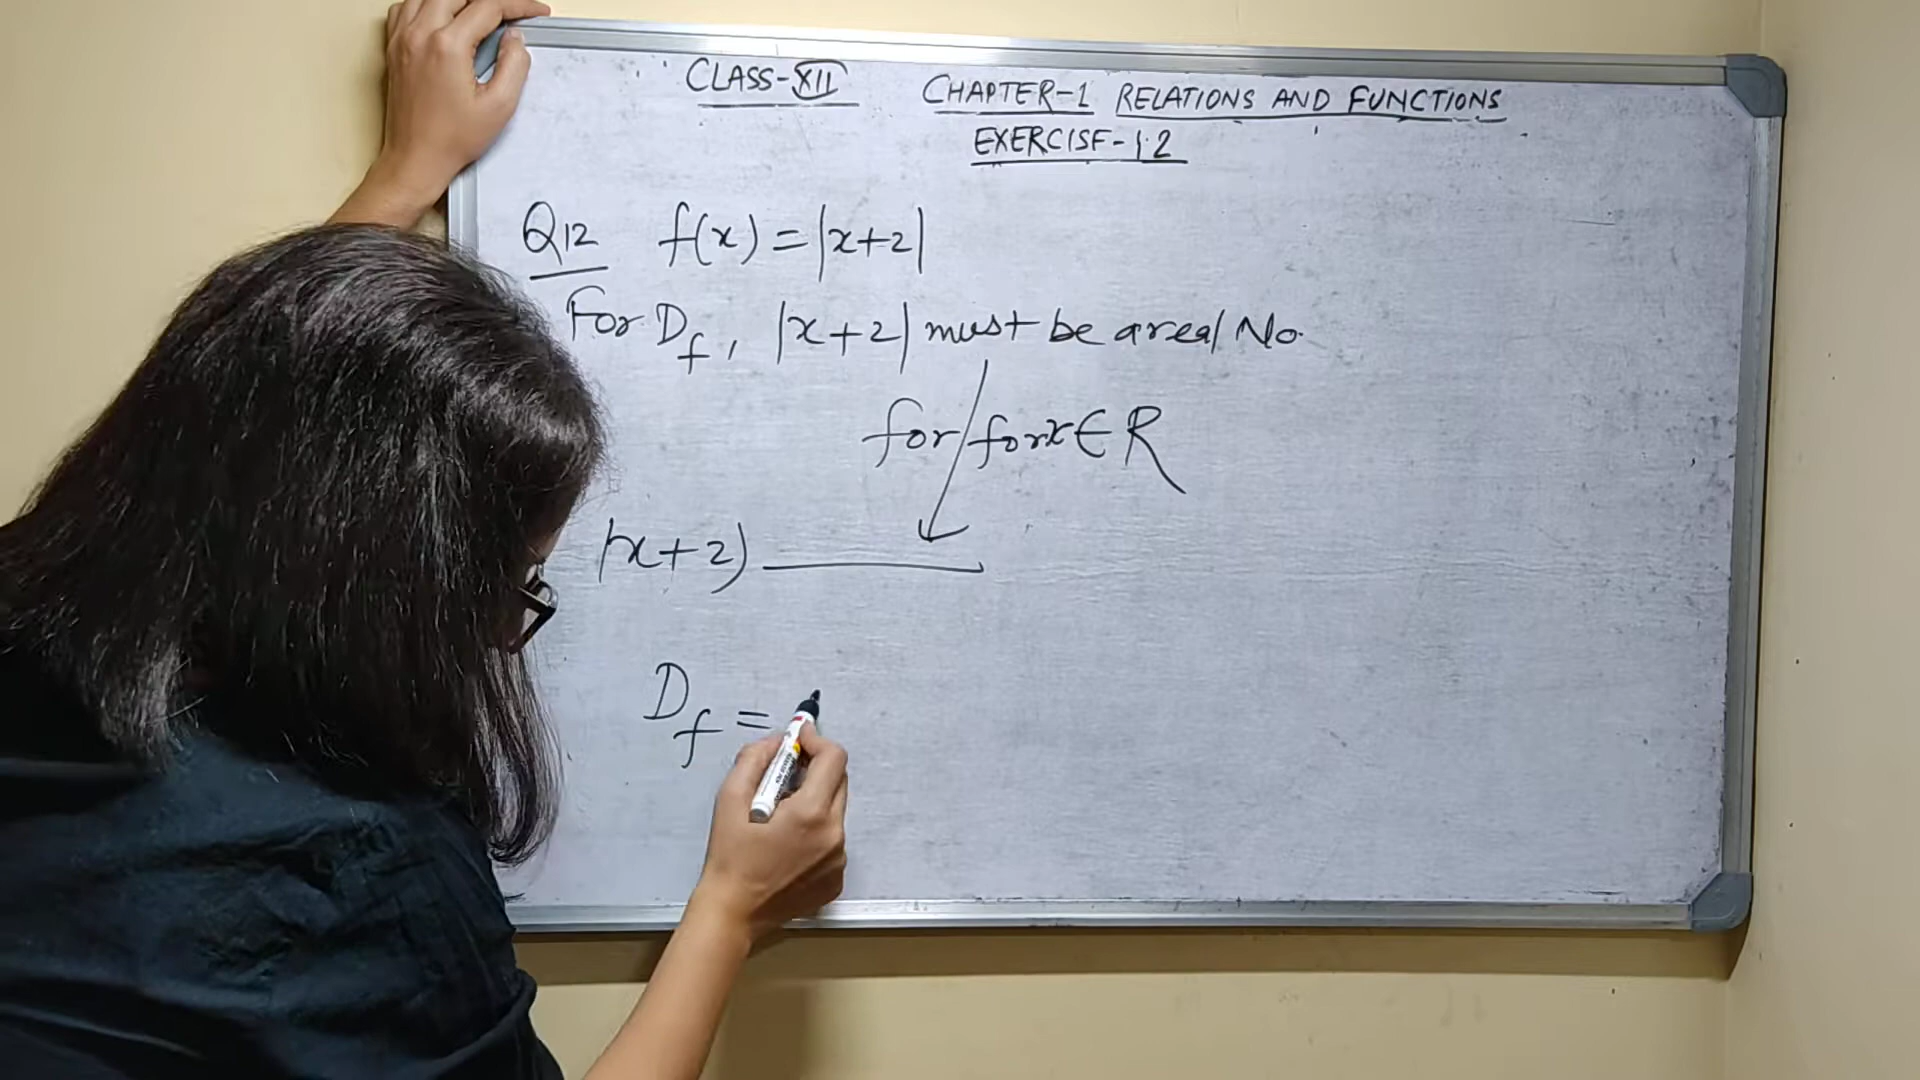 CLASS-XII CHAPTER-1 RELATIONS AND FUNCTIONS
EXERCISE-1.2
Q12 f(x)=|x+2|
For Df, |x+2| must be a real No.
for/for x∈R
|x+2)
Df =